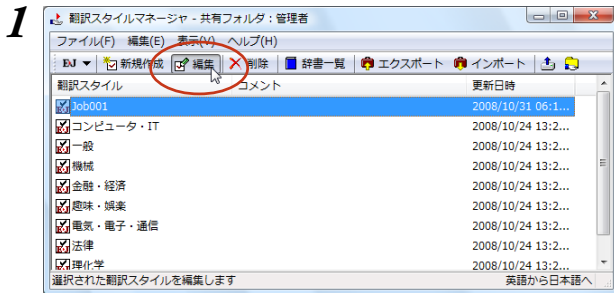 1
翻訳スタイルマネージャ - 共有フォルダ : 管理者
ファイル(F) 編集(E) 表示(V) ヘルプ(H)
EJ ▼ 新規作成 編集 削除 辞書一覧 エクスポート インポート
翻訳スタイル コメント 更新日時
Job001 2008/10/31 06:1...
コンピュータ・IT 2008/10/24 13:2...
一般 2008/10/24 13:2...
機械 2008/10/24 13:2...
金融・経済 2008/10/24 13:2...
趣味・娯楽 2008/10/24 13:2...
電気・電子・通信 2008/10/24 13:2...
法律 2008/10/24 13:2...
理化学 2008/10/24 13:2...
選択された翻訳スタイルを編集します 英語から日本語へ